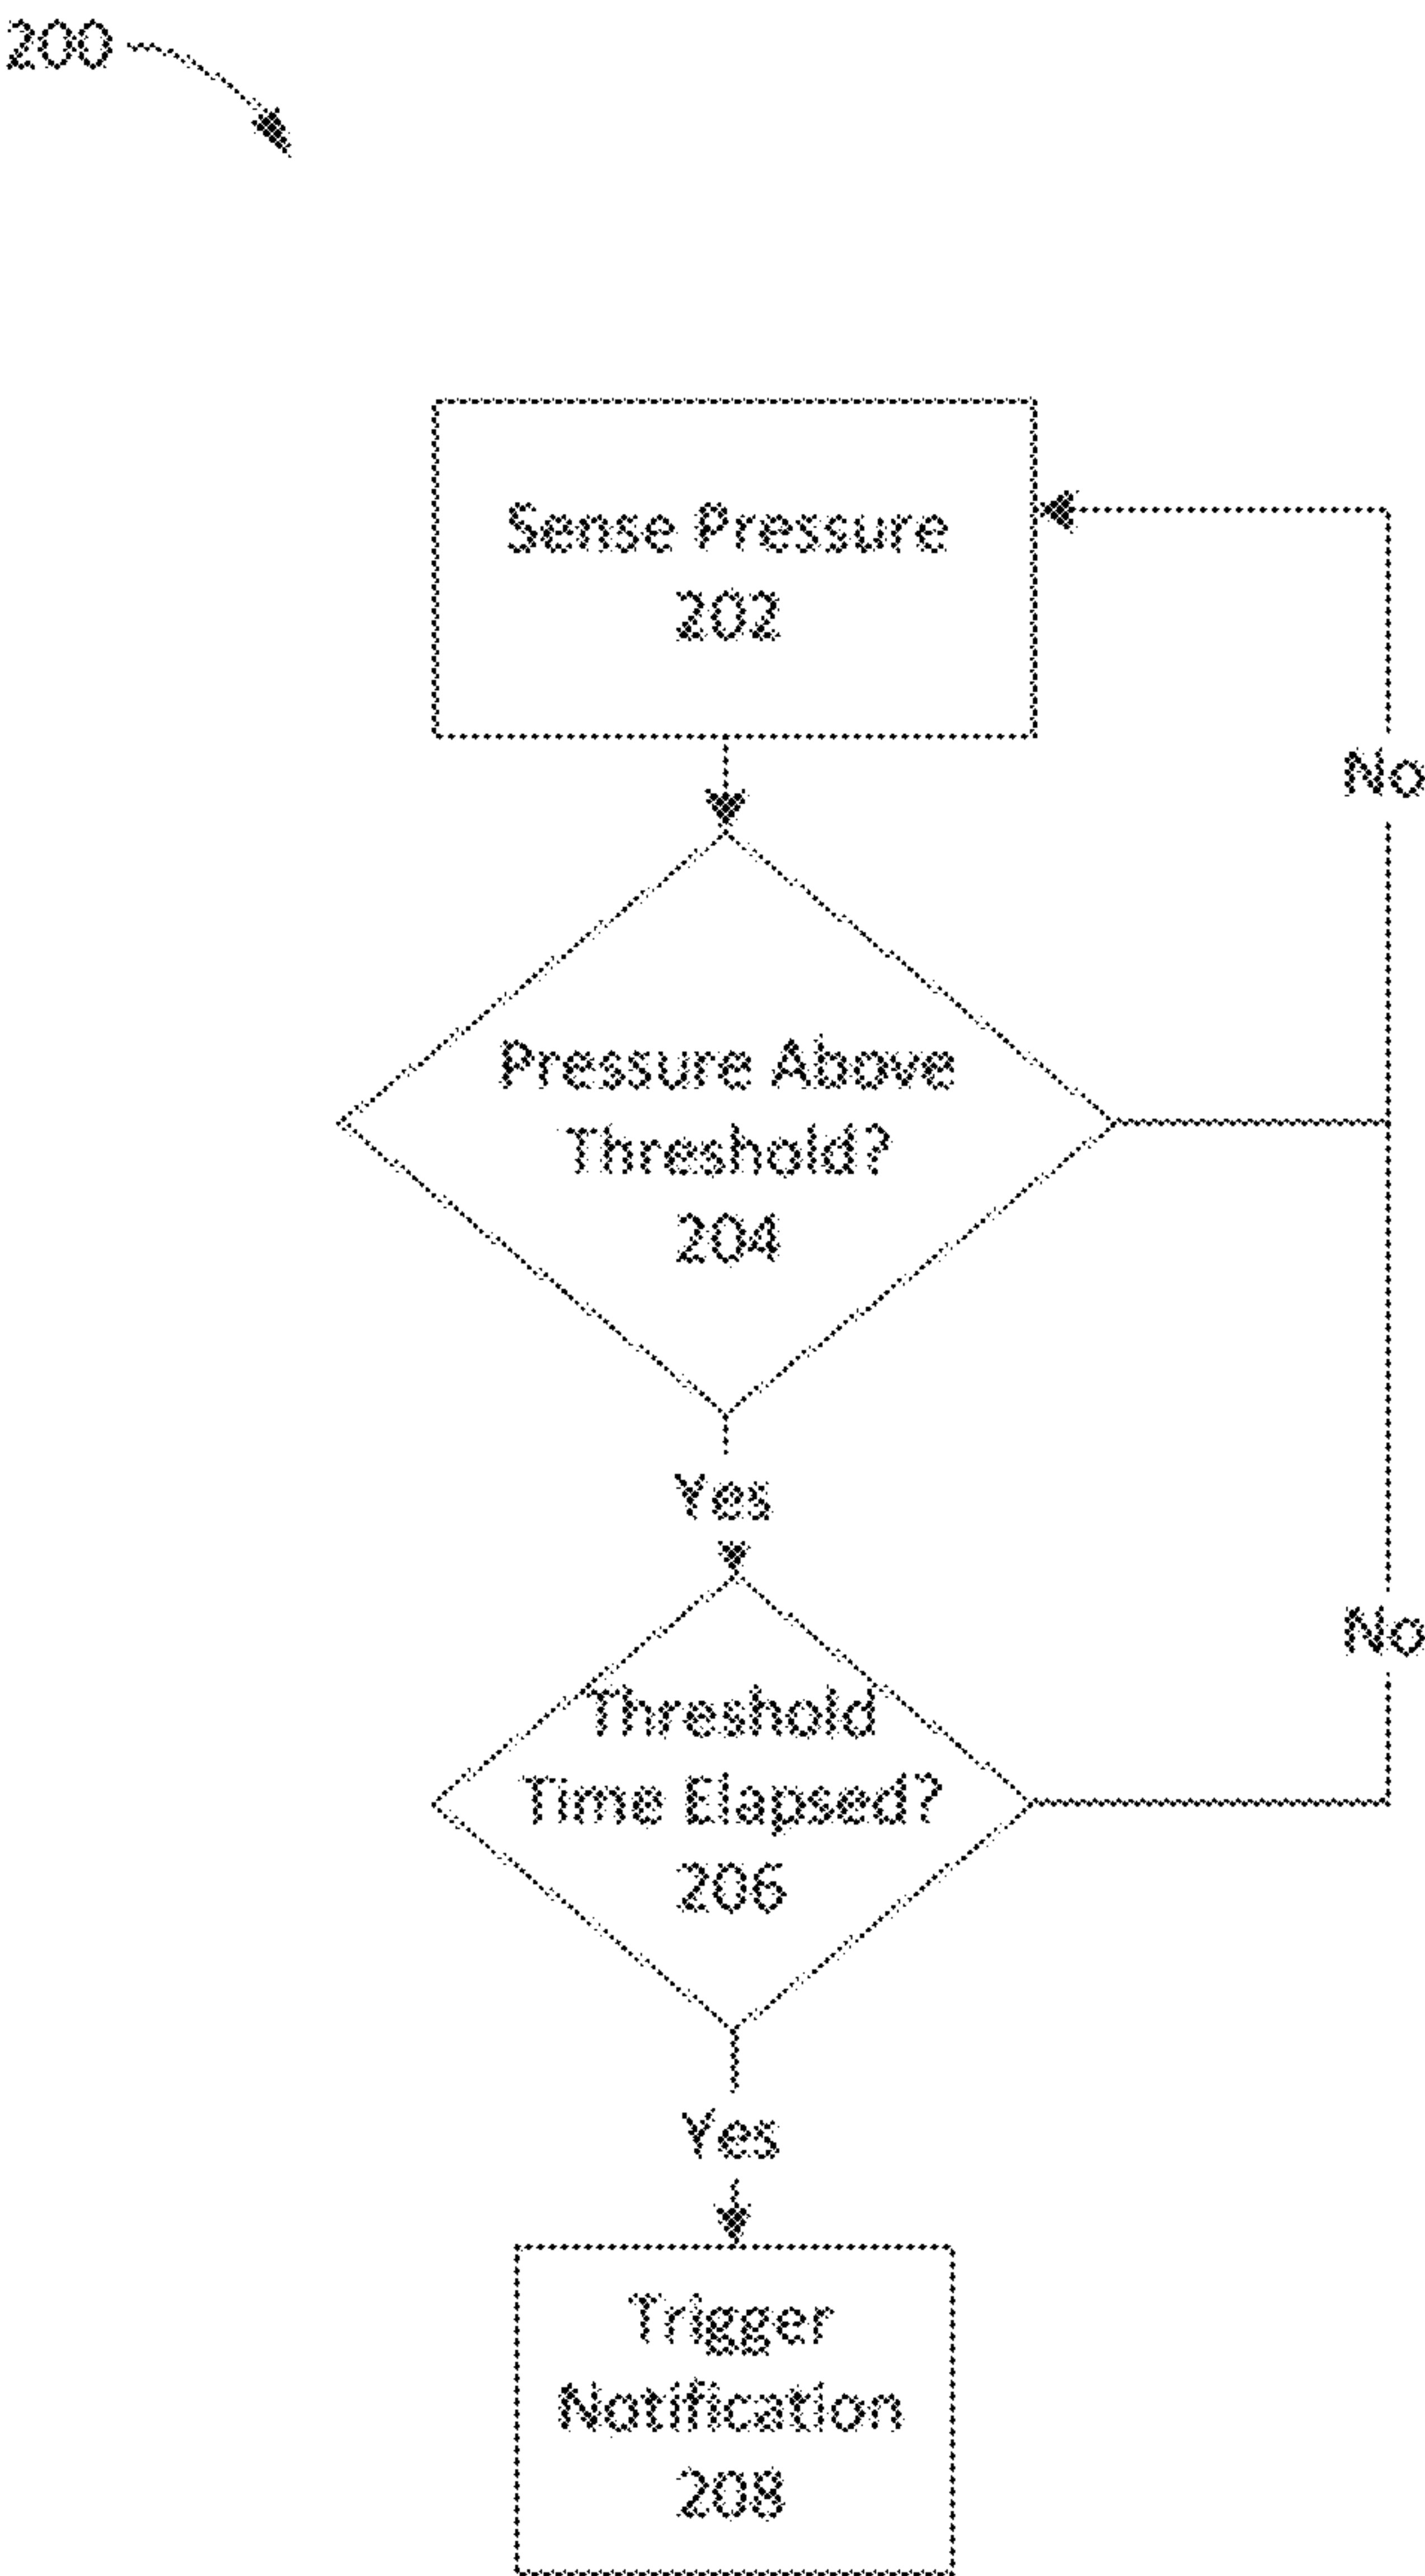 200
Sense Pressure
202
No
Pressure Above
Threshold?
204
Yes
No
Threshold
Time Elapsed?
206
Yes
Trigger
Notification
208